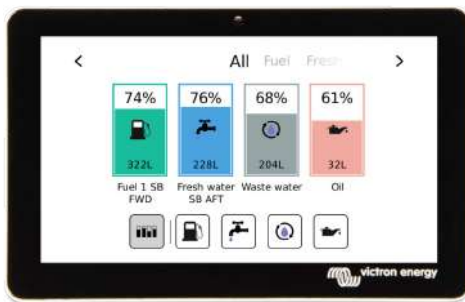 All Fuel Fresh
74% 76% 68% 61%
322L 228L 204L 32L
Fuel 1 SB Fresh water Waste water Oil
FWD SB AFT
victron energy